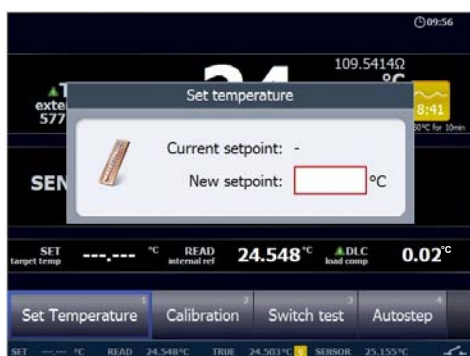 09:56
109.5414Ω
°C
24
exte
577
8:41
Set temperature
Current setpoint: -
New setpoint: °C
SEN
SET
target temp
---.---- °C
READ
internal ref
24.548°C
ADLC
load comp
0.02°C
Set Temperature 1
Calibration 2
Switch test 3
Autostep 4
SET ---.---- °C READ 24.548°C TRUE 24.503°C SENSOR 25.155°C